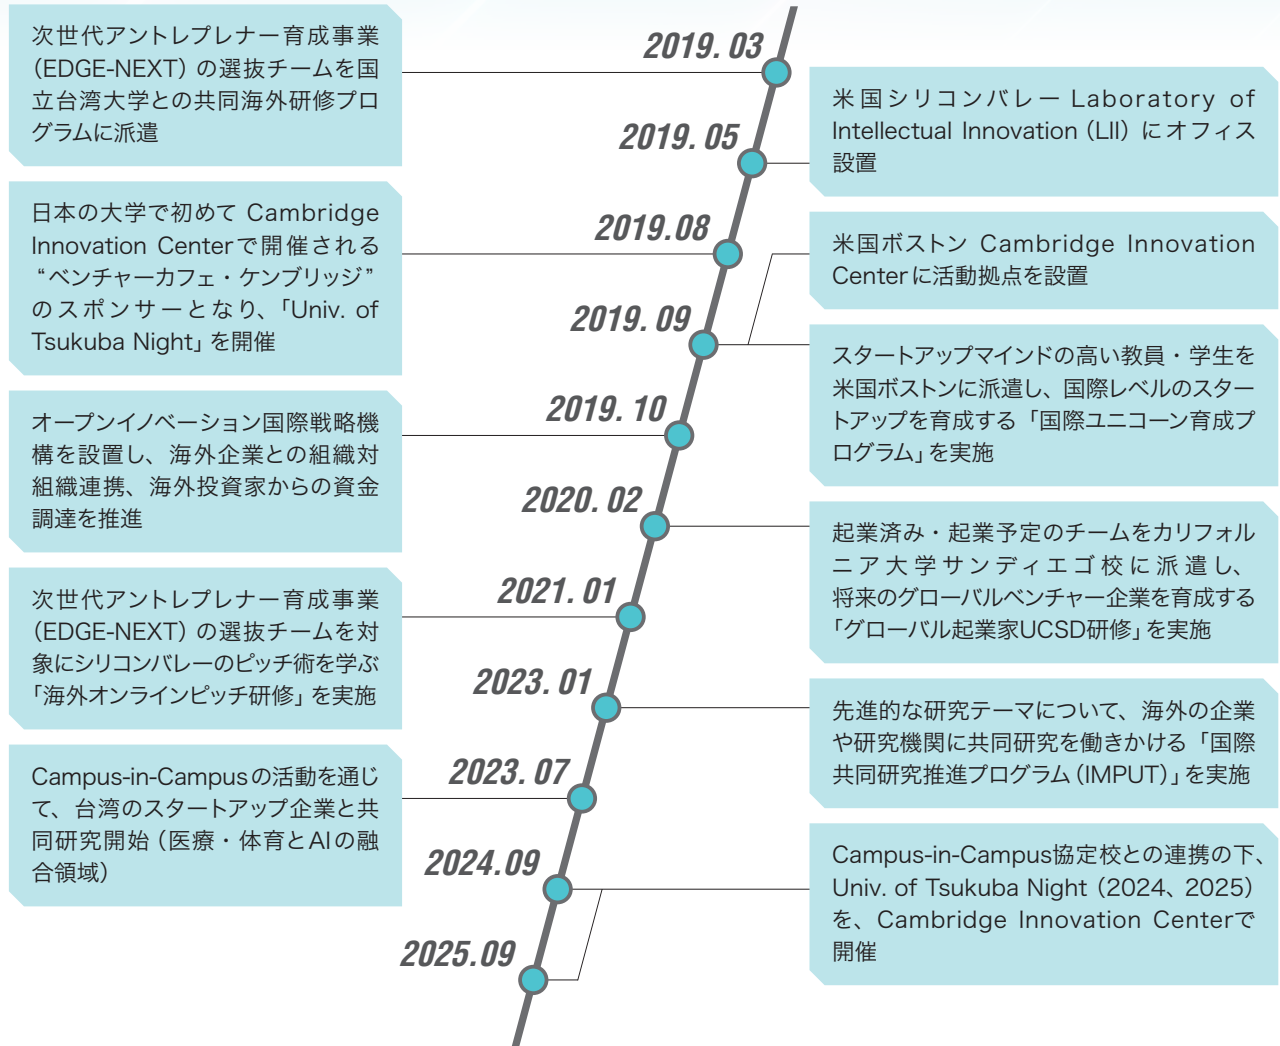 2019. 03
次世代アントレプレナー育成事業
（EDGE-NEXT）の選抜チームを国
立台湾大学との共同海外研修プロ
グラムに派遣
2019. 05
米国シリコンバレー Laboratory of
Intellectual Innovation（LII）にオフィス
設置
2019.08
日本の大学で初めて Cambridge
Innovation Centerで開催される
“ベンチャーカフェ・ケンブリッジ”
のスポンサーとなり、「Univ. of
Tsukuba Night」を開催
2019. 09
米国ボストン Cambridge Innovation
Centerに活動拠点を設置
スタートアップマインドの高い教員・学生を
米国ボストンに派遣し、国際レベルのスター
トアップを育成する「国際ユニコーン育成プ
ログラム」を実施
2019. 10
オープンイノベーション国際戦略機
構を設置し、海外企業との組織対
組織連携、海外投資家からの資金
調達を推進
2020. 02
起業済み・起業予定のチームをカリフォル
ニア大学サンディエゴ校に派遣し、
将来のグローバルベンチャー企業を育成する
「グローバル起業家UCSD研修」を実施
2021. 01
次世代アントレプレナー育成事業
（EDGE-NEXT）の選抜チームを対
象にシリコンバレーのピッチ術を学ぶ
「海外オンラインピッチ研修」を実施
2023. 01
先進的な研究テーマについて、海外の企業
や研究機関に共同研究を働きかける「国際
共同研究推進プログラム（IMPUT）」を実施
2023. 07
Campus-in-Campusの活動を通じ
て、台湾のスタートアップ企業と共
同研究開始（医療・体育とAIの融
合領域）
2024.09
2025.09
Campus-in-Campus協定校との連携の下、
Univ. of Tsukuba Night（2024、2025）
を、Cambridge Innovation Centerで
開催